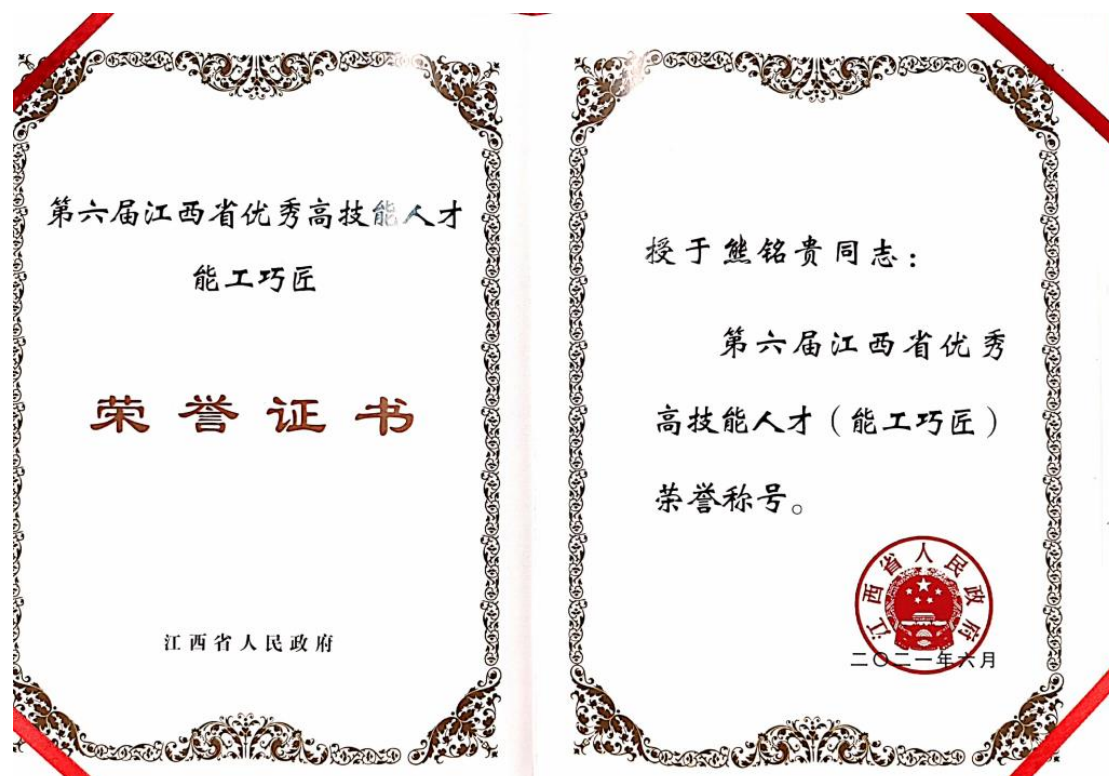 第六届江西省优秀高技能人才
能工巧匠
荣誉证书
江西省人民政府
授于熊铭贵同志：
第六届江西省优秀
高技能人才（能工巧匠）
荣誉称号。
江西省人民政府
二〇二一年六月